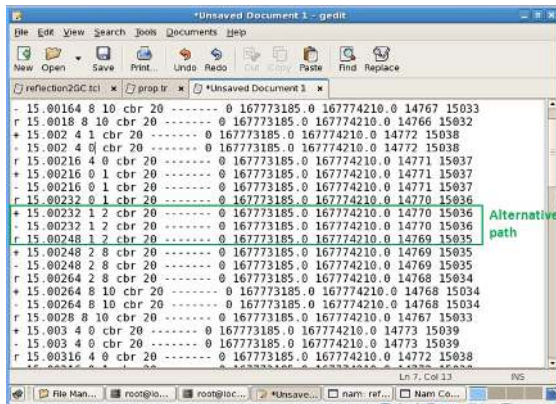 *Unsaved Document 1 - gedit
File Edit View Search Tools Documents Help
New Open Save Print... Undo Redo Cut Copy Paste Find Replace
reflection2GC.tcl × prop.tr × *Unsaved Document 1 ×
- 15.00164 8 10 cbr 20 ------- 0 167773185.0 167774210.0 14767 15033
r 15.0018 8 10 cbr 20 ------- 0 167773185.0 167774210.0 14766 15032
+ 15.002 4 1 cbr 20 ------- 0 167773185.0 167774210.0 14772 15038
- 15.002 4 0 cbr 20 ------- 0 167773185.0 167774210.0 14772 15038
r 15.00216 4 0 cbr 20 ------- 0 167773185.0 167774210.0 14771 15037
+ 15.00216 0 1 cbr 20 ------- 0 167773185.0 167774210.0 14771 15037
- 15.00216 0 1 cbr 20 ------- 0 167773185.0 167774210.0 14771 15037
r 15.00232 0 1 cbr 20 ------- 0 167773185.0 167774210.0 14770 15036
+ 15.00232 1 2 cbr 20 ------- 0 167773185.0 167774210.0 14770 15036
- 15.00232 1 2 cbr 20 ------- 0 167773185.0 167774210.0 14770 15036
r 15.00248 1 2 cbr 20 ------- 0 167773185.0 167774210.0 14769 15035
Alternative
path
+ 15.00248 2 8 cbr 20 ------- 0 167773185.0 167774210.0 14769 15035
- 15.00248 2 8 cbr 20 ------- 0 167773185.0 167774210.0 14769 15035
r 15.00264 2 8 cbr 20 ------- 0 167773185.0 167774210.0 14768 15034
+ 15.00264 8 10 cbr 20 ------- 0 167773185.0 167774210.0 14768 15034
- 15.00264 8 10 cbr 20 ------- 0 167773185.0 167774210.0 14768 15034
r 15.0028 8 10 cbr 20 ------- 0 167773185.0 167774210.0 14767 15033
+ 15.003 4 0 cbr 20 ------- 0 167773185.0 167774210.0 14773 15039
- 15.003 4 0 cbr 20 ------- 0 167773185.0 167774210.0 14773 15039
r 15.00316 4 0 cbr 20 ------- 0 167773185.0 167774210.0 14772 15038
Ln 7, Col 13 INS
File Man... root@lo... root@loc... *Unsave... nam: ref... Nam Co...